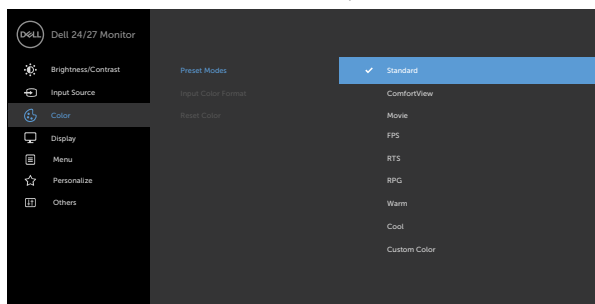 DELL Dell 24/27 Monitor
Brightness/Contrast
Input Source
Color
Display
Menu
Personalize
Others
Preset Modes
Input Color Format
Reset Color
Standard
ComfortView
Movie
FPS
RTS
RPG
Warm
Cool
Custom Color